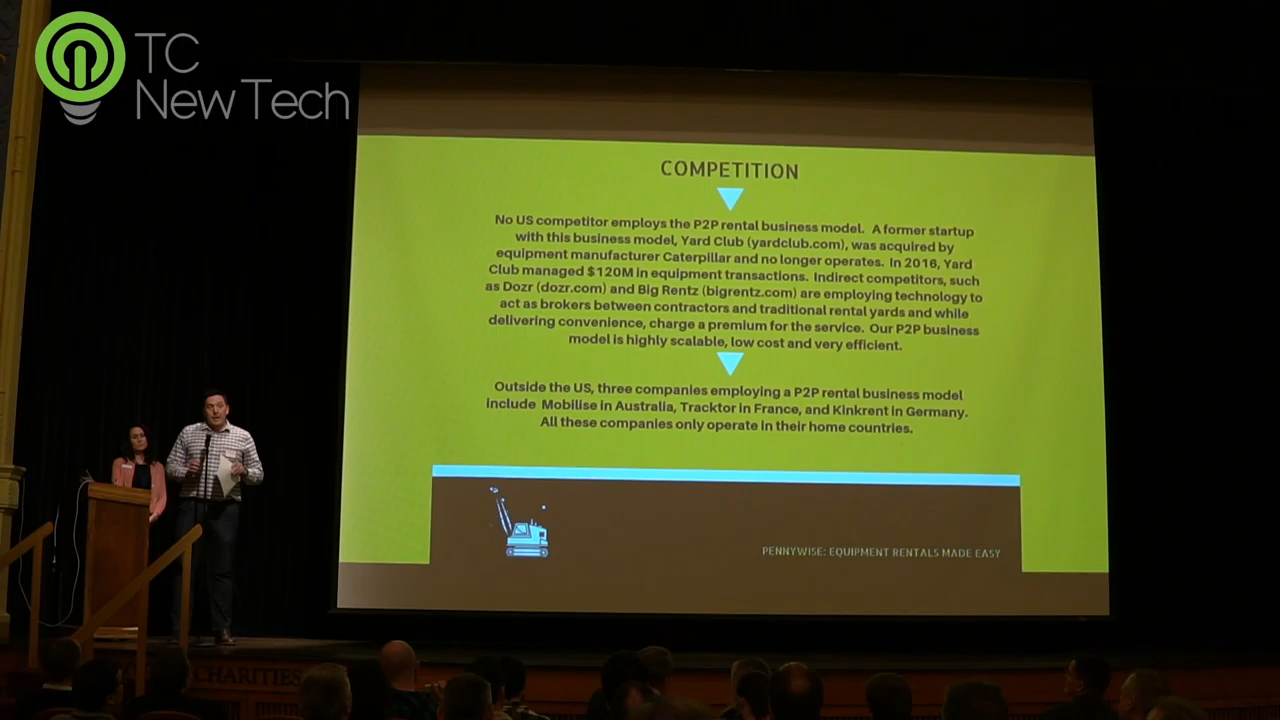 TC
NewTech
COMPETITION
No US competitor employs the P2P rental business model. A former startup
with this business model, Yard Club (yardclub.com), was acquired by
equipment manufacturer Caterpillar and no longer operates. In 2016, Yard
Club managed $120M in equipment transactions. Indirect competitors, such
as Dozr (dozr.com) and Big Rentz (bigrentz.com) are employing technology to
act as brokers between contractors and traditional rental yards and while
delivering convenience, charge a premium for the service. Our P2P business
model is highly scalable, low cost and very efficient.
Outside the US, three companies employing a P2P rental business model
include Mobilise in Australia, Tracktor in France, and Kinkrent in Germany.
All these companies only operate in their home countries.
PENNYWISE: EQUIPMENT RENTALS MADE EASY
CHARITIES